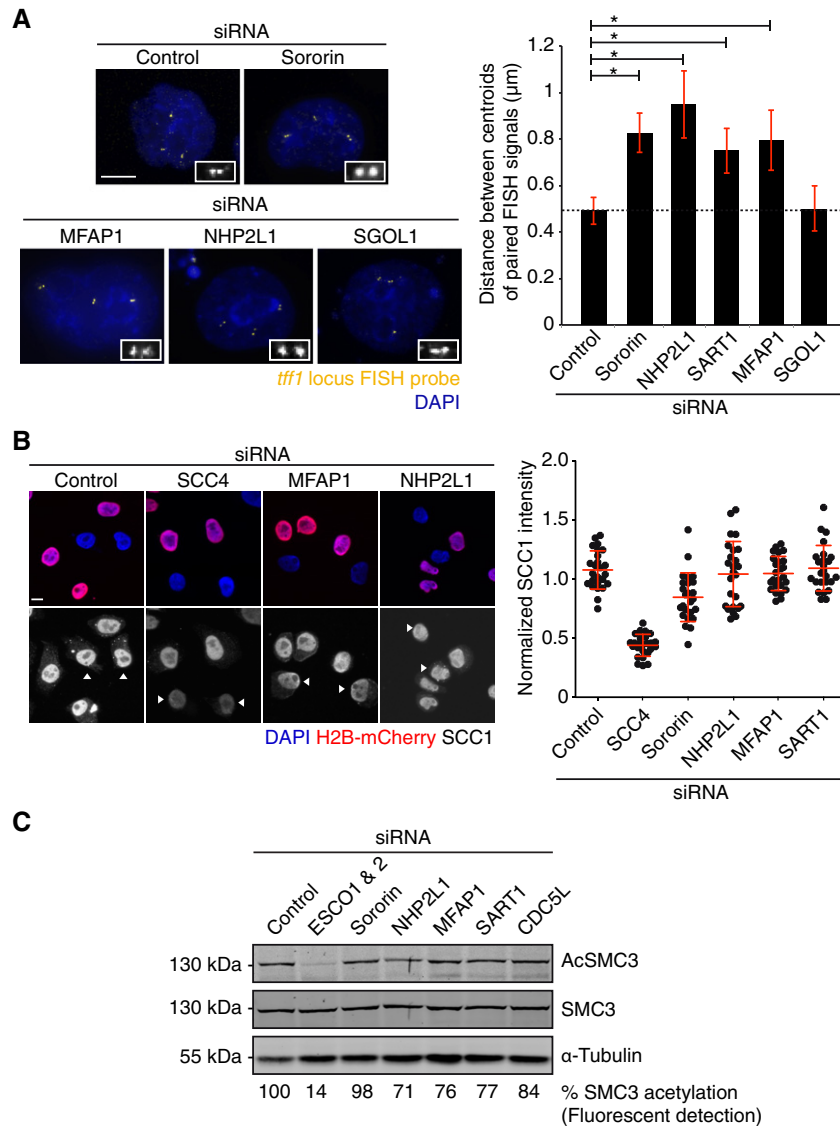 A
siRNA
Control
Sororin
siRNA
MFAP1
NHP2L1
SGOL1
tff1 locus FISH probe
DAPI
Distance between centroids
of paired FISH signals (µm)
1.2
1
0.8
0.6
0.4
0.2
0
*
*
*
*
Control
Sororin
NHP2L1
SART1
MFAP1
SGOL1
siRNA
B
siRNA
Control
SCC4
MFAP1
NHP2L1
DAPI H2B-mCherry SCC1
Normalized SCC1 intensity
2.0
1.5
1.0
0.5
0
Control
SCC4
Sororin
NHP2L1
MFAP1
SART1
siRNA
C
siRNA
Control
ESCO1 & 2
Sororin
NHP2L1
MFAP1
SART1
CDC5L
130 kDa
AcSMC3
130 kDa
SMC3
55 kDa
α-Tubulin
100 14 98 71 76 77 84 % SMC3 acetylation
(Fluorescent detection)